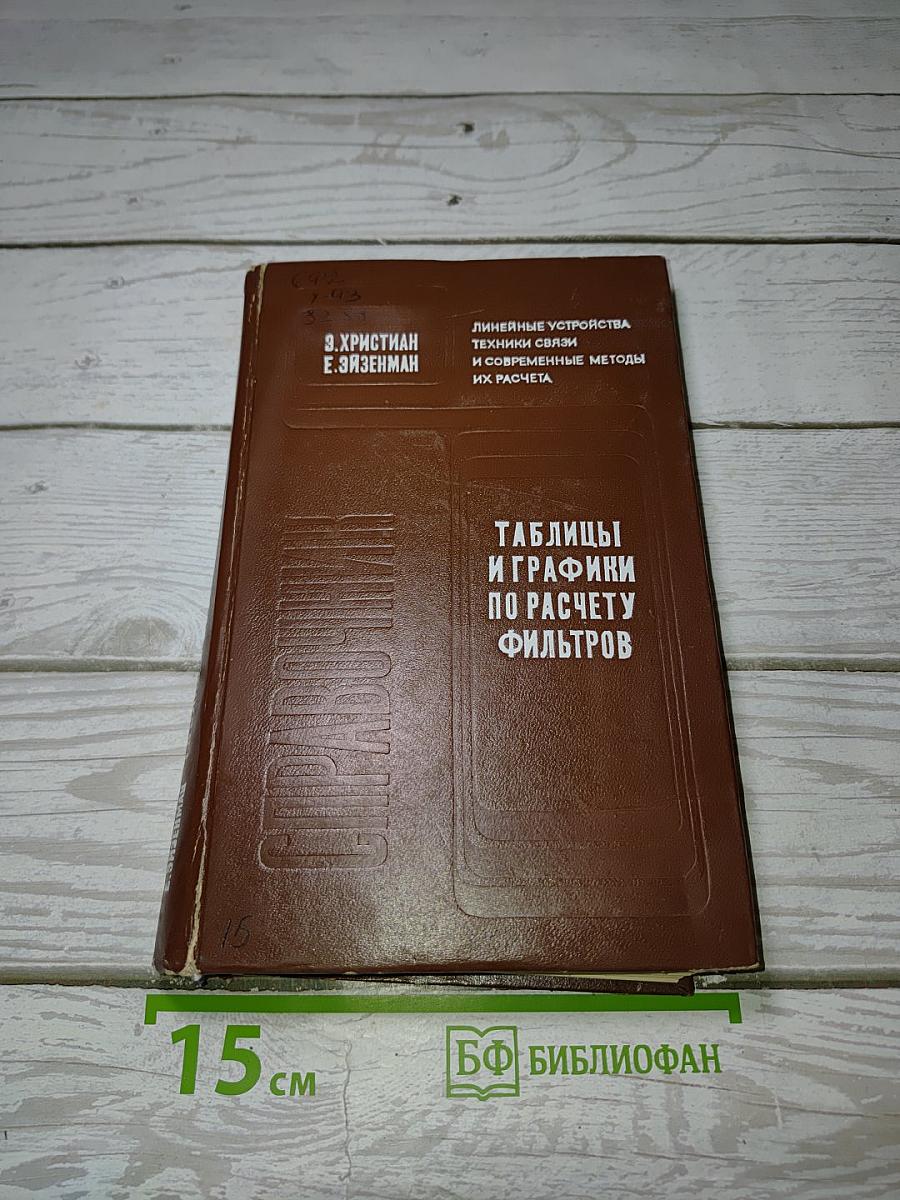 Э.ХРИСТИАН
Е.ЭЙЗЕНМАН
ЛИНЕЙНЫЕ УСТРОЙСТВА
ТЕХНИКИ СВЯЗИ
И СОВРЕМЕННЫЕ МЕТОДЫ
ИХ РАСЧЕТА
СПРАВОЧНИК
ТАБЛИЦЫ
И ГРАФИКИ
ПО РАСЧЕТУ
ФИЛЬТРОВ
15
15 см
БФ БИБЛИОФАН